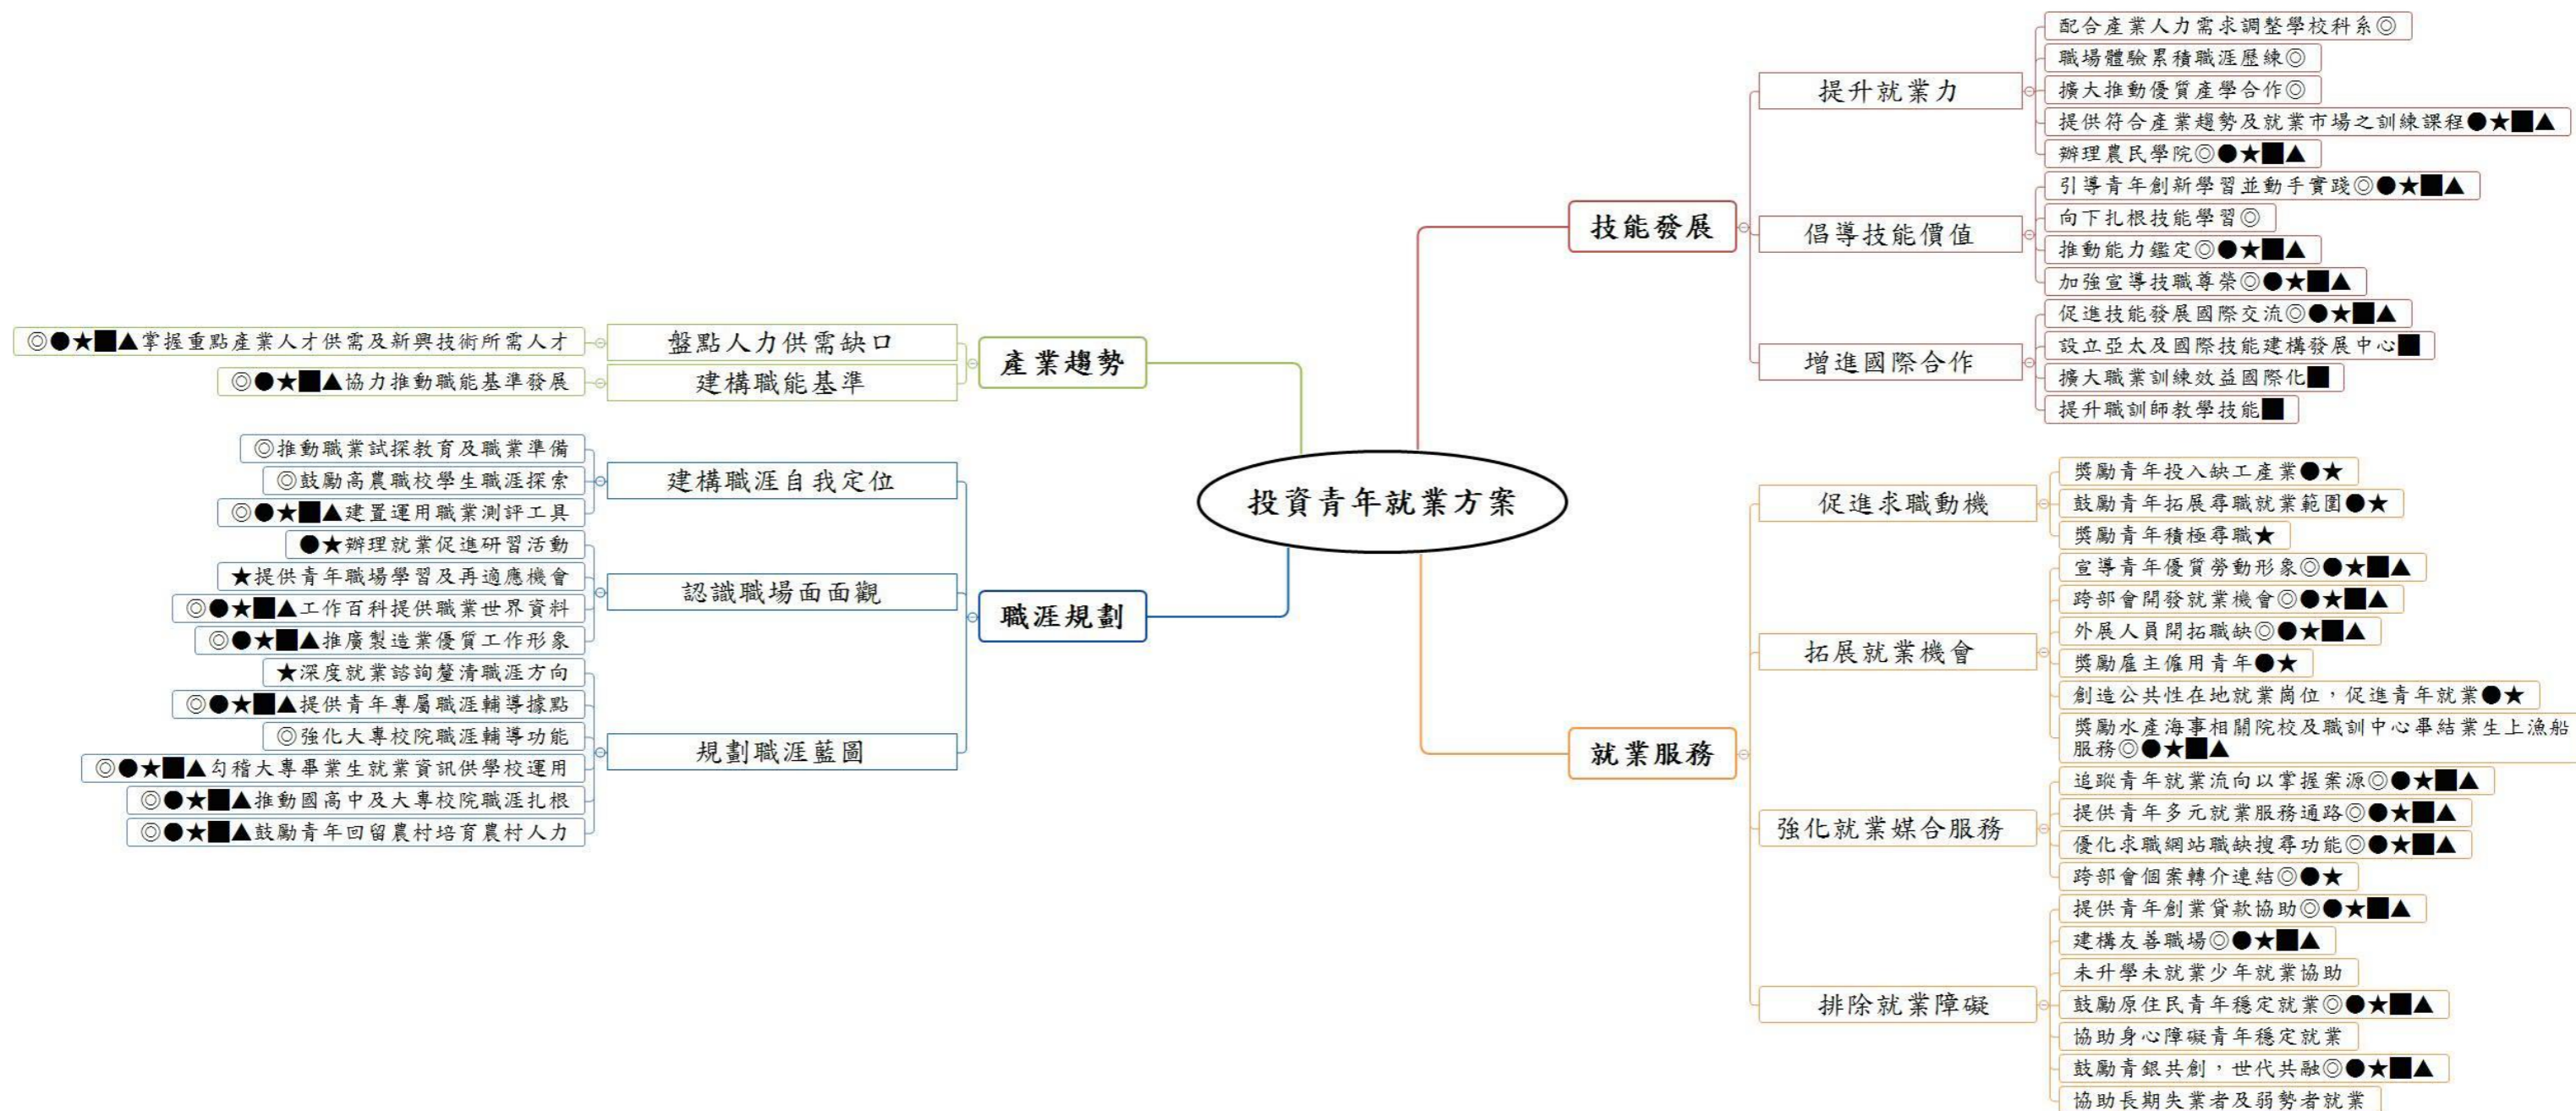 投資青年就業方案
產業趨勢
盤點人力供需缺口
◎●★■▲掌握重點產業人才供需及新興技術所需人才
建構職能基準
◎●★■▲協力推動職能基準發展
職涯規劃
建構職涯自我定位
◎推動職業試探教育及職業準備
◎鼓勵高農職校學生職涯探索
◎●★■▲建置運用職業測評工具
認識職場面面觀
●★辦理就業促進研習活動
★提供青年職場學習及再適應機會
◎●★■▲工作百科提供職業世界資料
◎●★■▲推廣製造業優質工作形象
規劃職涯藍圖
★深度就業諮詢釐清職涯方向
◎●★■▲提供青年專屬職涯輔導據點
◎強化大專校院職涯輔導功能
◎●★■▲勾稽大專畢業生就業資訊供學校運用
◎●★■▲推動國高中及大專校院職涯扎根
◎●★■▲鼓勵青年回留農村培育農村人力
技能發展
提升就業力
配合產業人力需求調整學校科系◎
職場體驗累積職涯歷練◎
擴大推動優質產學合作◎
提供符合產業趨勢及就業市場之訓練課程●★■▲
辦理農民學院◎●★■▲
倡導技能價值
引導青年創新學習並動手實踐◎●★■▲
向下扎根技能學習◎
推動能力鑑定◎●★■▲
加強宣導技職尊榮◎●★■▲
增進國際合作
促進技能發展國際交流◎●★■▲
設立亞太及國際技能建構發展中心■
擴大職業訓練效益國際化■
提升職訓師教學技能■
就業服務
促進求職動機
獎勵青年投入缺工產業●★
鼓勵青年拓展尋職就業範圍●★
獎勵青年積極尋職★
拓展就業機會
宣導青年優質勞動形象◎●★■▲
跨部會開發就業機會◎●★■▲
外展人員開拓職缺◎●★■▲
獎勵雇主僱用青年●★
創造公共性在地就業崗位，促進青年就業●★
獎勵水產海事相關院校及職訓中心畢結業生上漁船
服務◎●★■▲
強化就業媒合服務
追蹤青年就業流向以掌握案源◎●★■▲
提供青年多元就業服務通路◎●★■▲
優化求職網站職缺搜尋功能◎●★■▲
跨部會個案轉介連結◎●★
排除就業障礙
提供青年創業貸款協助◎●★■▲
建構友善職場◎●★■▲
未升學未就業少年就業協助
鼓勵原住民青年穩定就業◎●★■▲
協助身心障礙青年穩定就業
鼓勵青銀共創，世代共融◎●★■▲
協助長期失業者及弱勢者就業